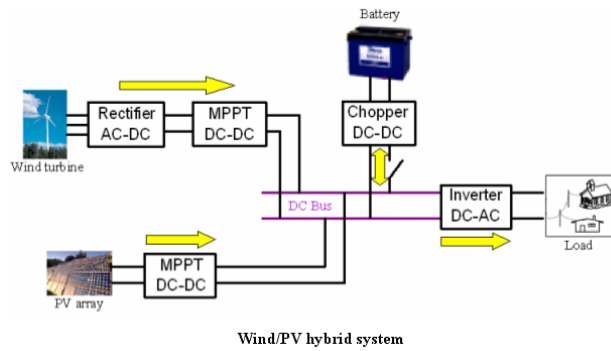 Battery
Rectifier
AC-DC
MPPT
DC-DC
Chopper
DC-DC
Wind turbine
DC Bus
Inverter
DC-AC
Load
MPPT
DC-DC
PV array
Wind/PV hybrid system